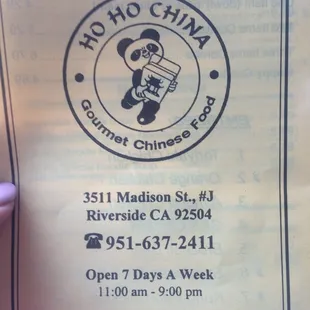 HO HO CHINA
Gourmet Chinese Food
3511 Madison St., #J
Riverside CA 92504
☎951-637-2411
Open 7 Days A Week
11:00 am - 9:00 pm